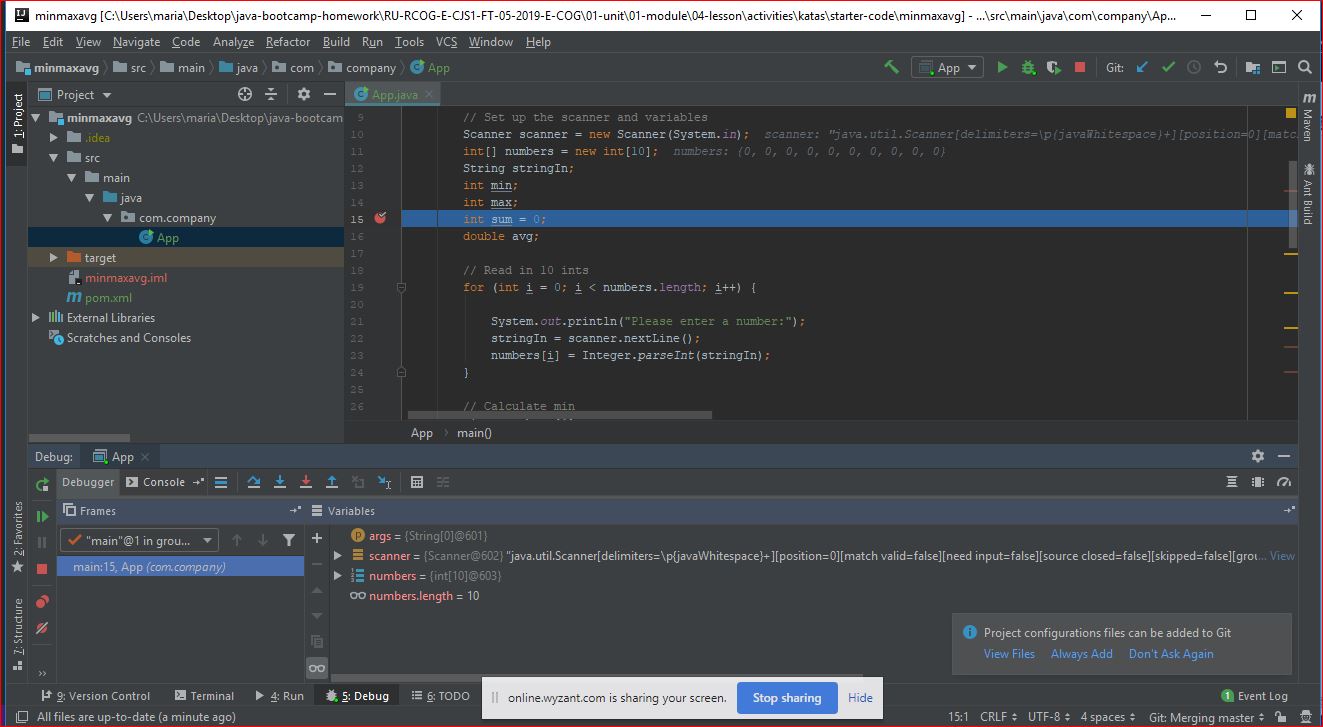 minmaxavg [C:\Users\maria\Desktop\java-bootcamp-homework\RU-RCOG-E-CJS1-FT-05-2019-E-COG\01-unit\01-module\04-lesson\activities\katas\starter-code\minmaxavg] - ...\src\main\java\com\company\App...
File Edit View Navigate Code Analyze Refactor Build Run Tools VCS Window Help
minmaxavg src main java com company App App Git:
1: Project
Project
App.java
minmaxavg C:\Users\maria\Desktop\java-bootcam
.idea
src
main
java
com.company
App
target
minmaxavg.iml
pom.xml
External Libraries
Scratches and Consoles
9 // Set up the scanner and variables
10 Scanner scanner = new Scanner(System.in); scanner: "java.util.Scanner[delimiters=\p{javaWhitespace}+][position=0][matc
11 int[] numbers = new int[10]; numbers: {0, 0, 0, 0, 0, 0, 0, 0, 0, 0}
12 String stringIn;
13 int min;
14 int max;
15 int sum = 0;
16 double avg;
17
18 // Read in 10 ints
19 for (int i = 0; i < numbers.length; i++) {
20
21 System.out.println("Please enter a number:");
22 stringIn = scanner.nextLine();
23 numbers[i] = Integer.parseInt(stringIn);
24 }
25
26 // Calculate min
App main()
Maven
Ant Build
Debug: App
Debugger Console
Frames
Variables
"main"@1 in grou...
main:15, App (com.company)
args = {String[0]@601}
scanner = {Scanner@602} "java.util.Scanner[delimiters=\p{javaWhitespace}+][position=0][match valid=false][need input=false][source closed=false][skipped=false][grou... View
numbers = {int[10]@603}
numbers.length = 10
2: Favorites
7: Structure
Project configurations files can be added to Git
View Files Always Add Don't Ask Again
9: Version Control Terminal 4: Run 5: Debug 6: TODO
online.wyzant.com is sharing your screen. Stop sharing Hide
1 Event Log
All files are up-to-date (a minute ago)
15:1 CRLF UTF-8 4 spaces Git: Merging master